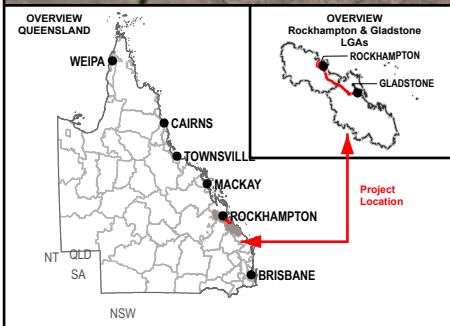 OVERVIEW
QUEENSLAND
WEIPA
CAIRNS
TOWNSVILLE
MACKAY
ROCKHAMPTON
BRISBANE
NT
QLD
SA
NSW
OVERVIEW
Rockhampton & Gladstone
LGAs
ROCKHAMPTON
GLADSTONE
Project
Location